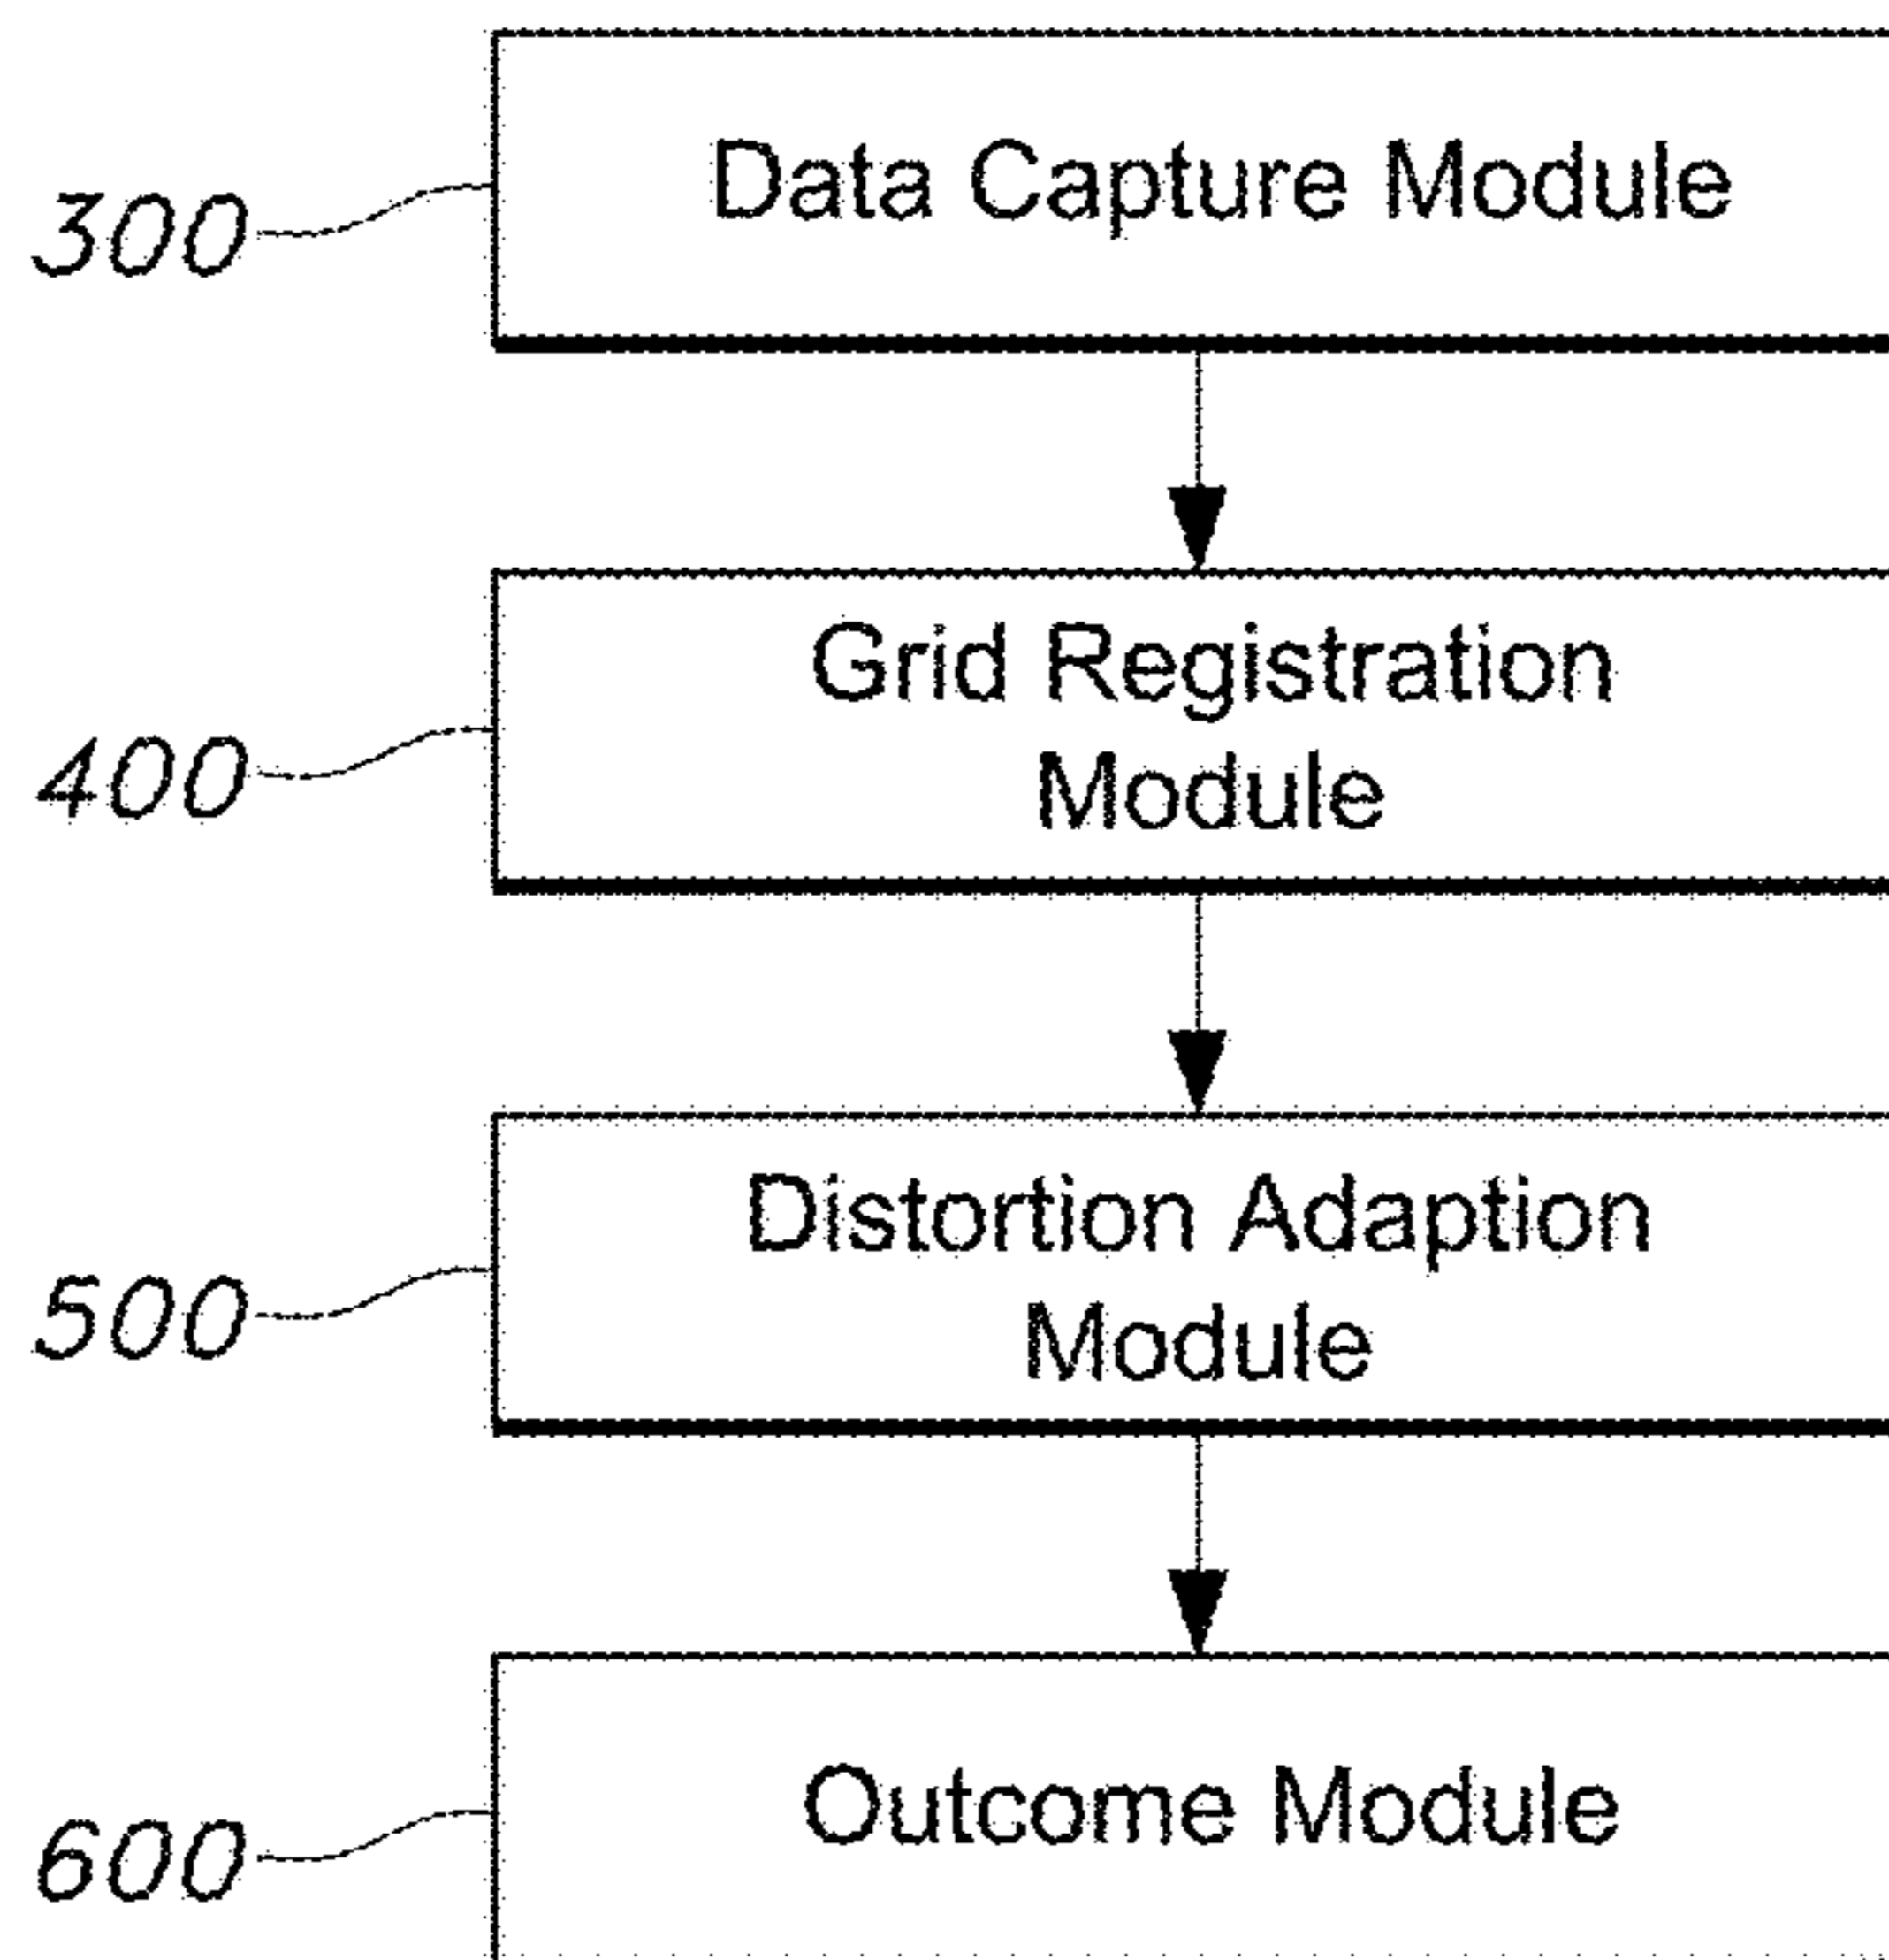 300
Data Capture Module
400
Grid Registration
Module
500
Distortion Adaption
Module
600
Outcome Module